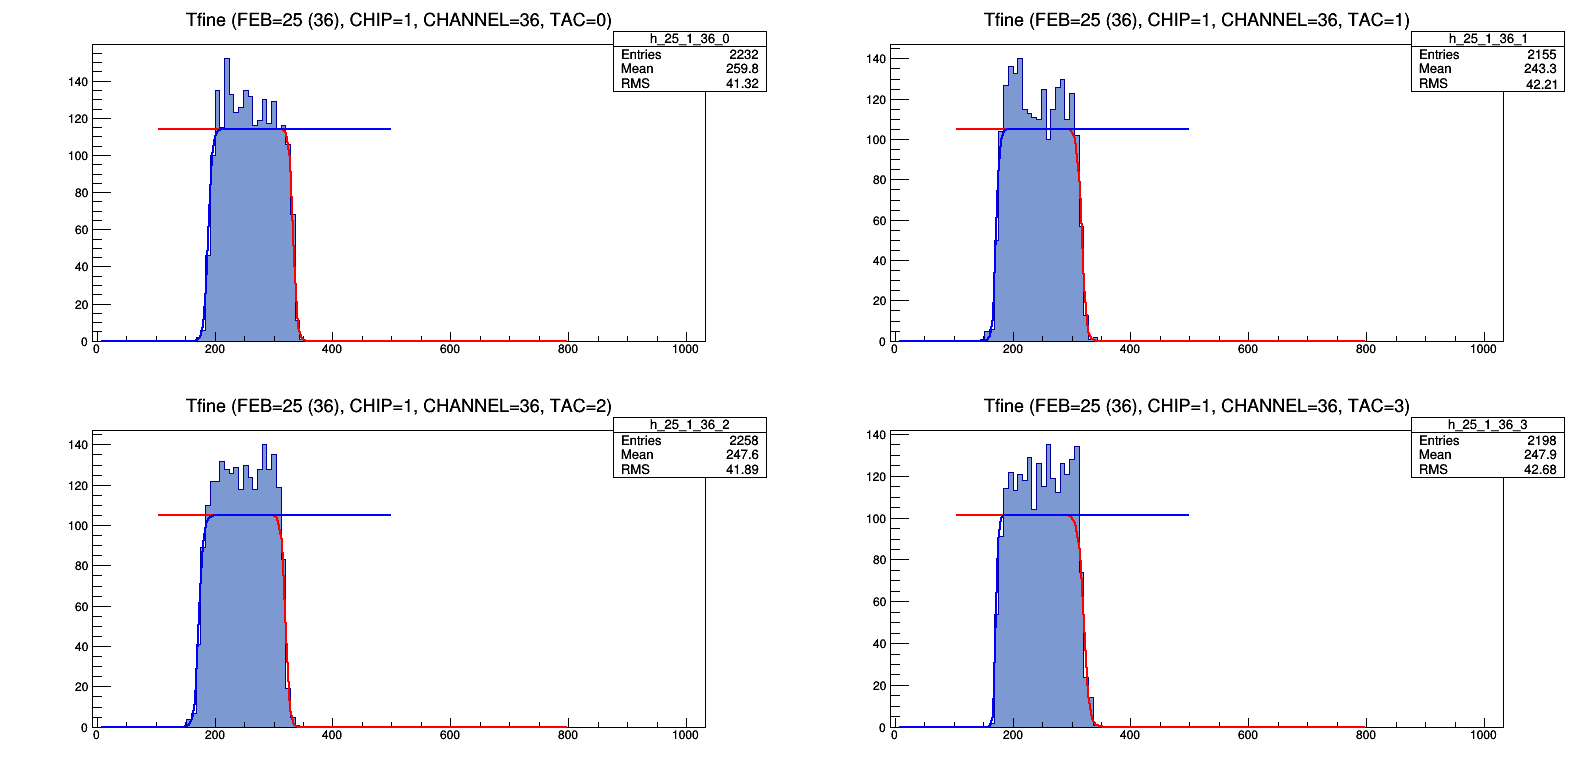 Tfine (FEB=25 (36), CHIP=1, CHANNEL=36, TAC=0)
h_25_1_36_0
Entries 2232
Mean 259.8
RMS 41.32
140
120
100
80
60
40
20
0
0 200 400 600 800 1000
Tfine (FEB=25 (36), CHIP=1, CHANNEL=36, TAC=1)
h_25_1_36_1
Entries 2155
Mean 243.3
RMS 42.21
140
120
100
80
60
40
20
0
0 200 400 600 800 1000
Tfine (FEB=25 (36), CHIP=1, CHANNEL=36, TAC=2)
h_25_1_36_2
Entries 2258
Mean 247.6
RMS 41.89
140
120
100
80
60
40
20
0
0 200 400 600 800 1000
Tfine (FEB=25 (36), CHIP=1, CHANNEL=36, TAC=3)
h_25_1_36_3
Entries 2198
Mean 247.9
RMS 42.68
140
120
100
80
60
40
20
0
0 200 400 600 800 1000